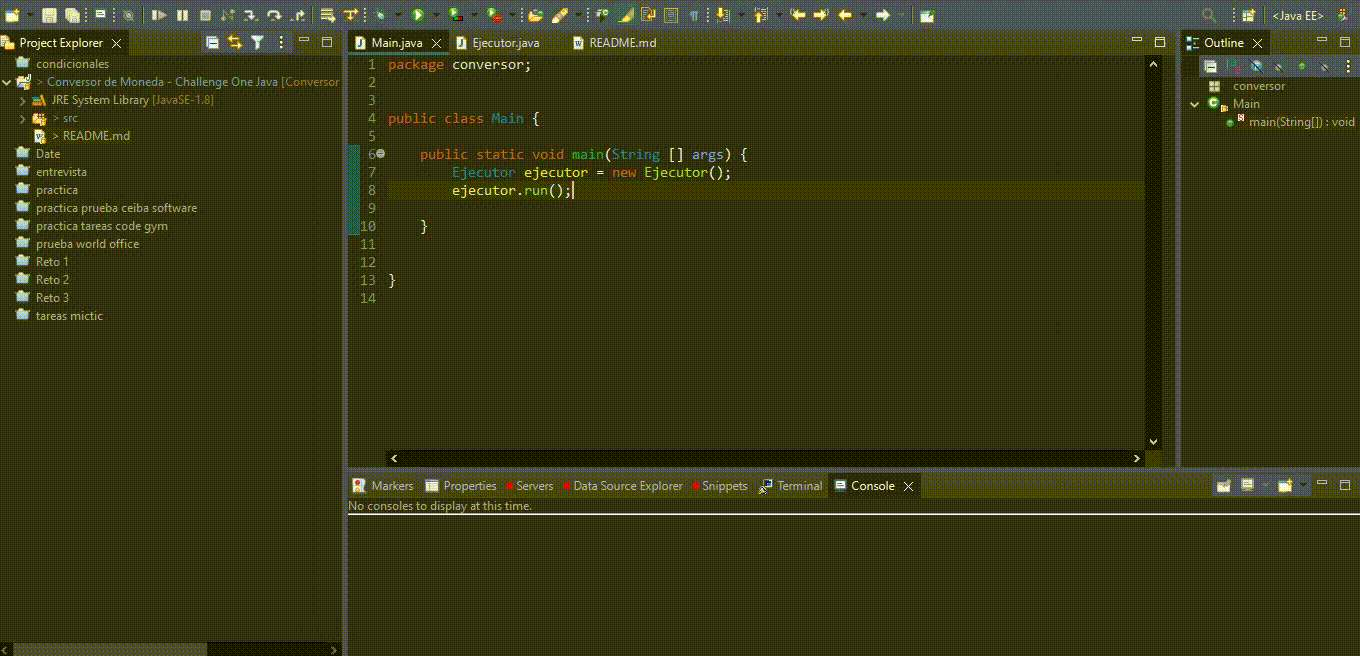 <Java EE>
Project Explorer
condicionales
> Conversor de Moneda - Challenge One Java [Conversor
JRE System Library [JavaSE-1.8]
> src
> README.md
Date
entrevista
practica
practica prueba ceiba software
practica tareas code gym
prueba world office
Reto 1
Reto 2
Reto 3
tareas mictic
Main.java
Ejecutor.java
README.md
1 package conversor;
2
3
4 public class Main {
5
6 public static void main(String [] args) {
7 Ejecutor ejecutor = new Ejecutor();
8 ejecutor.run();
9
10 }
11
12
13 }
14
Outline
conversor
Main
main(String[]) : void
Markers
Properties
Servers
Data Source Explorer
Snippets
Terminal
Console
No consoles to display at this time.